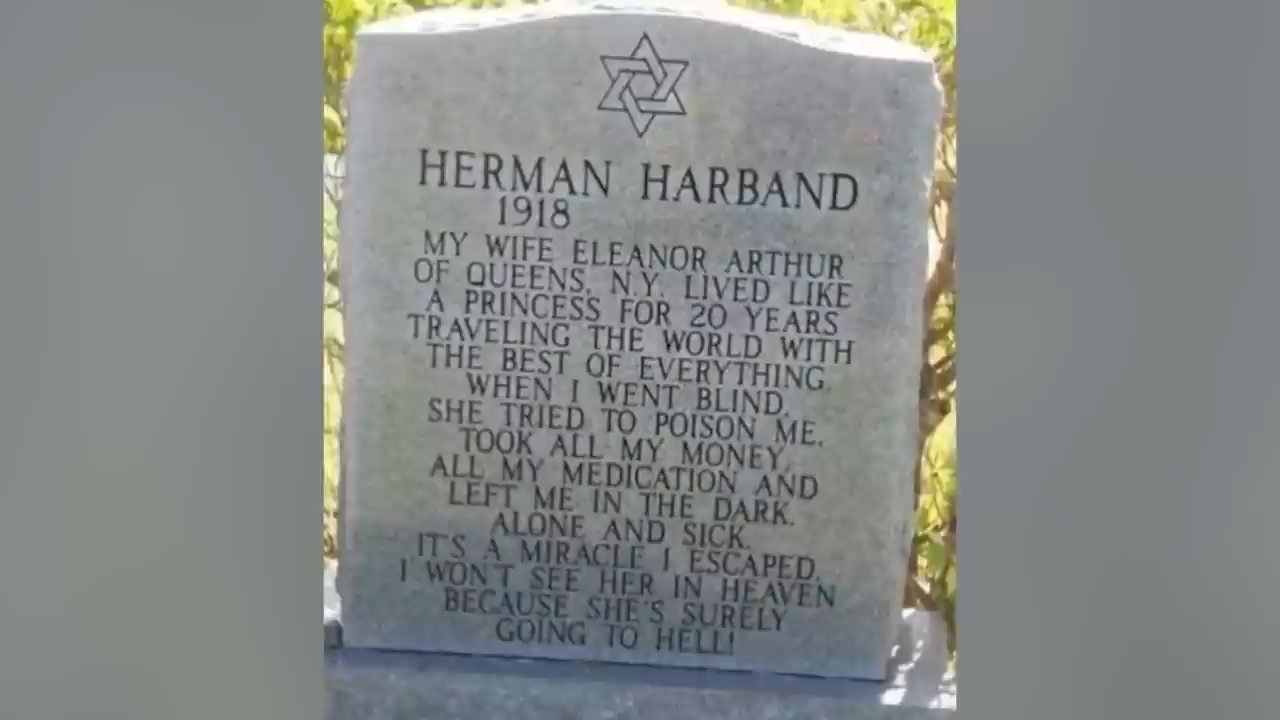 HERMAN HARBAND
1918
MY WIFE ELEANOR ARTHUR
OF QUEENS, N.Y. LIVED LIKE
A PRINCESS FOR 20 YEARS
TRAVELING THE WORLD WITH
THE BEST OF EVERYTHING.
WHEN I WENT BLIND,
SHE TRIED TO POISON ME,
TOOK ALL MY MONEY,
ALL MY MEDICATION AND
LEFT ME IN THE DARK,
ALONE AND SICK.
IT'S A MIRACLE I ESCAPED.
I WON'T SEE HER IN HEAVEN
BECAUSE SHE'S SURELY
GOING TO HELL!